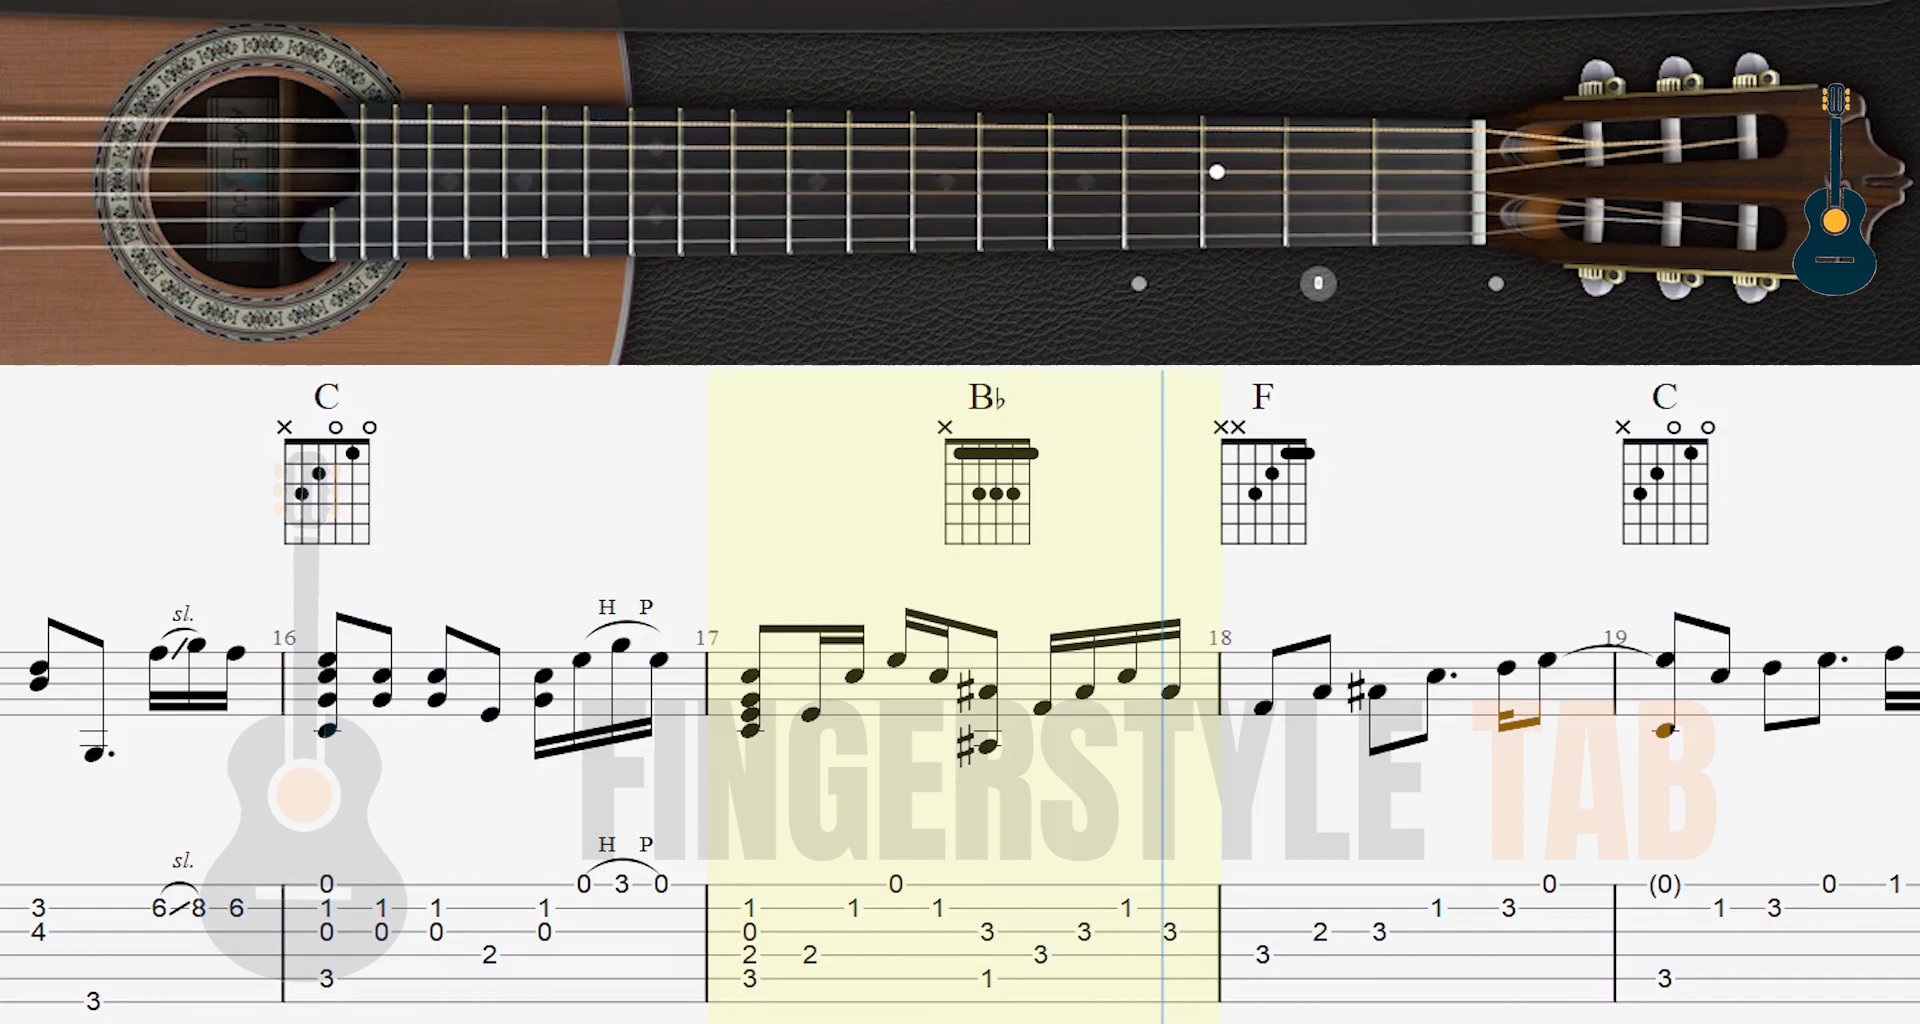 0
C B♭ F C
× o o × ×× × o o
sl. H P
16 17 18 19
FINGERSTYLE TAB
sl. H P
0 0 3 0 0 0 (0) 0 1
3 6 8 6 1 1 1 1 1 1 1 1 1 3 1 3
4 0 0 0 0 0 3 3 3 2 3
2 2 2 3 3
3 3 1 3
3